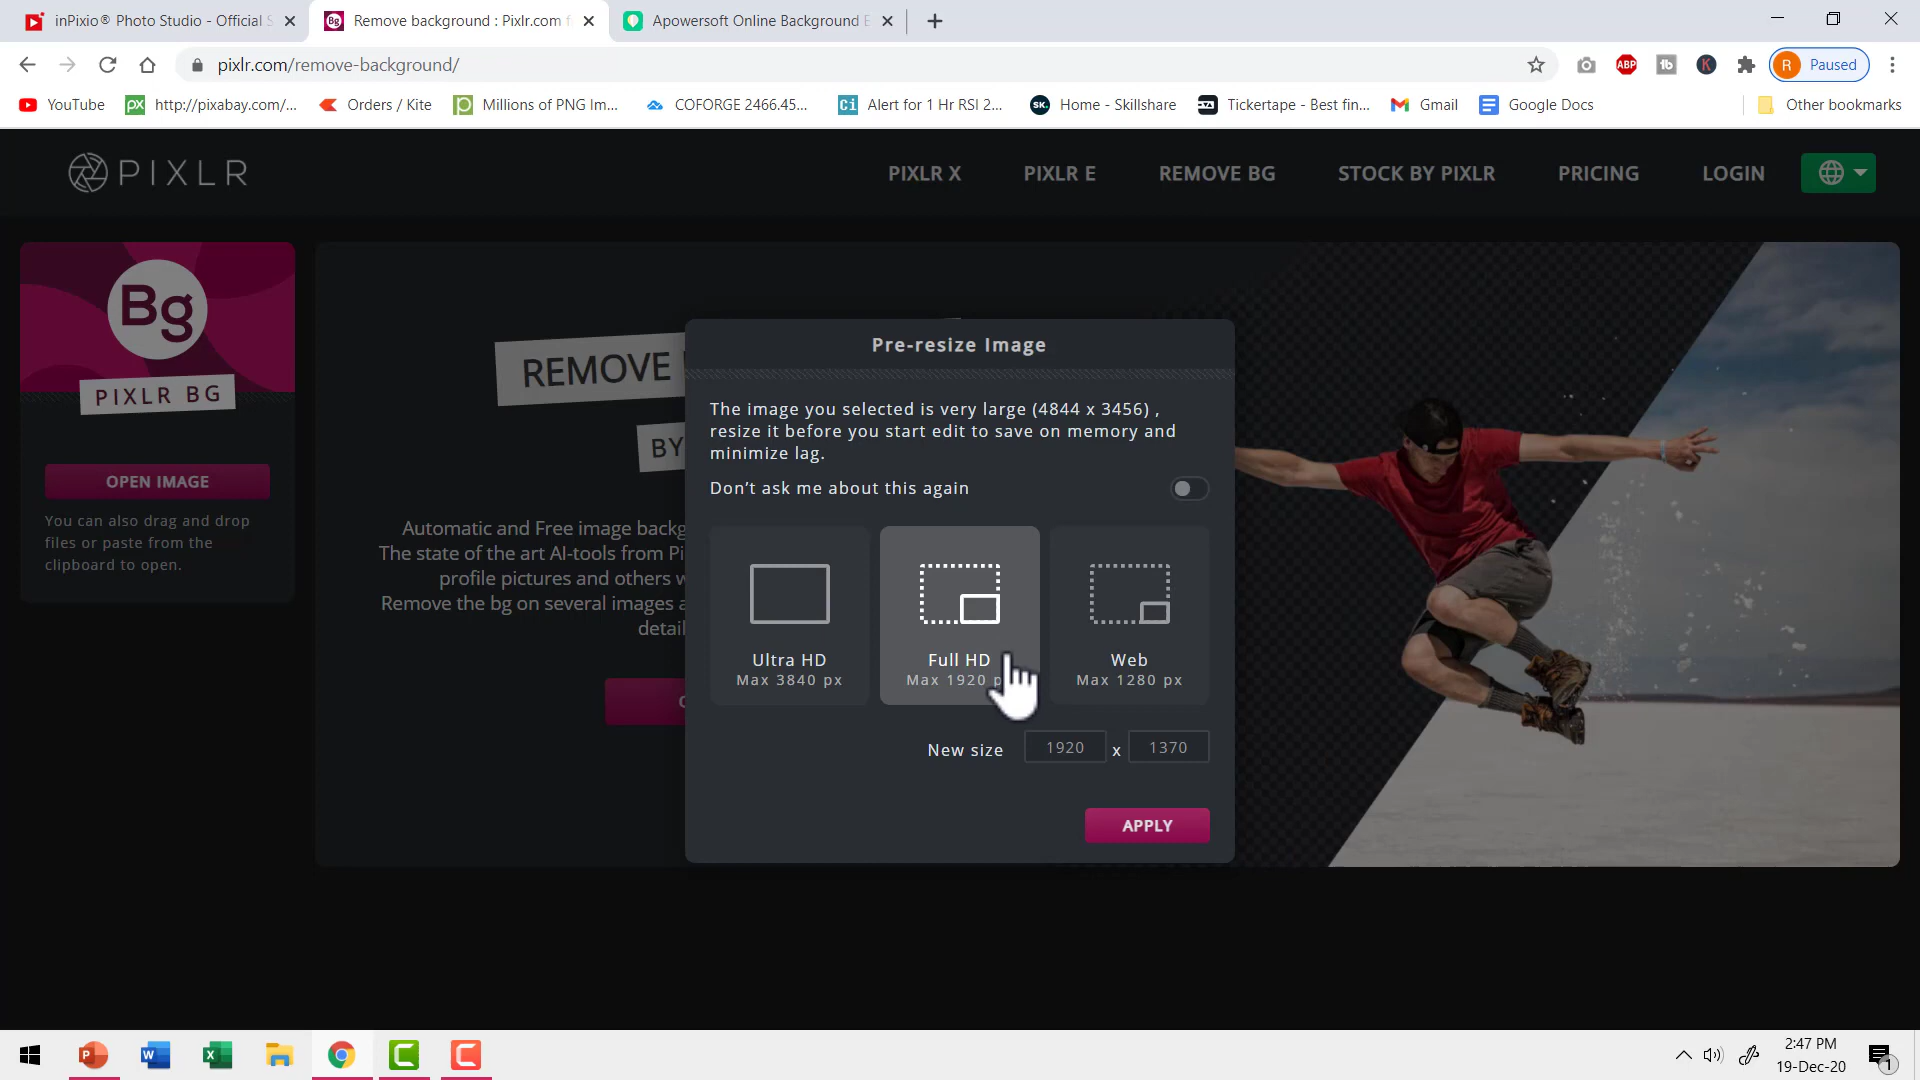 inPixio® Photo Studio - Official S
Remove background : Pixlr.com f
Apowersoft Online Background E
pixlr.com/remove-background/
ABP
R Paused
YouTube
http://pixabay.com/...
Orders / Kite
Millions of PNG Im...
COFORGE 2466.45...
Ci Alert for 1 Hr RSI 2...
SK. Home - Skillshare
Tickertape - Best fin...
Gmail
Google Docs
Other bookmarks
PIXLR
PIXLR X
PIXLR E
REMOVE BG
STOCK BY PIXLR
PRICING
LOGIN
Bg
PIXLR BG
OPEN IMAGE
You can also drag and drop
files or paste from the
clipboard to open.
REMOVE
BY
Automatic and Free image backg
The state of the art AI-tools from Pi
profile pictures and others w
Remove the bg on several images a
detail
Pre-resize Image
The image you selected is very large (4844 x 3456) ,
resize it before you start edit to save on memory and
minimize lag.
Don't ask me about this again
Ultra HD
Max 3840 px
Full HD
Max 1920 p
Web
Max 1280 px
New size 1920 x 1370
APPLY
2:47 PM
19-Dec-20
1